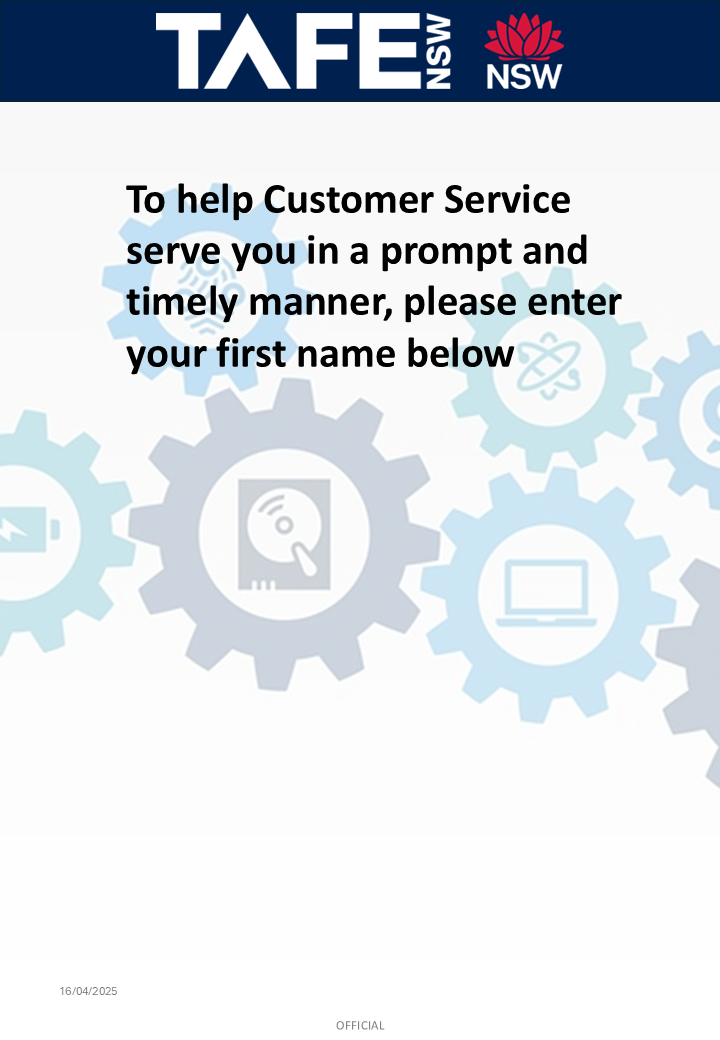 TAFE NSW
NSW
To help Customer Service
serve you in a prompt and
timely manner, please enter
your first name below
16/04/2025
OFFICIAL